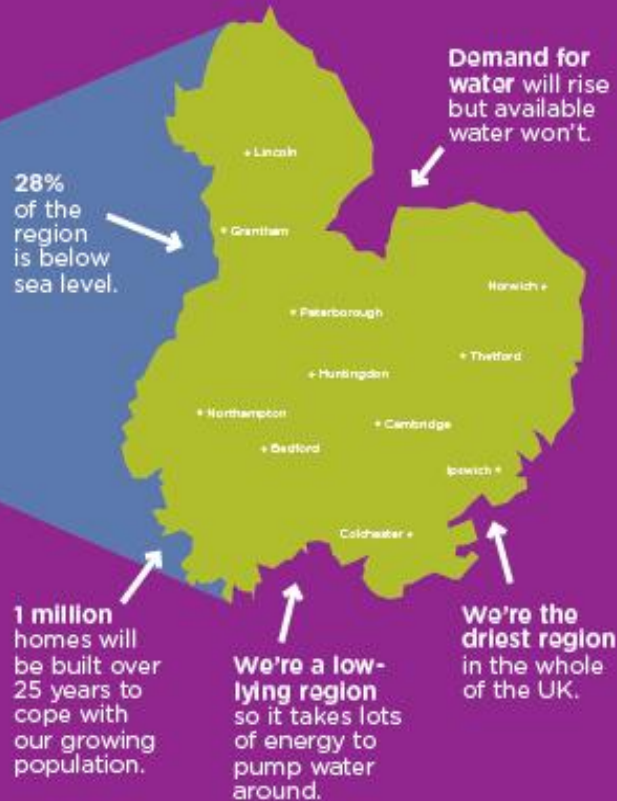 Demand for
water will rise
but available
water won't.
28%
of the
region
is below
sea level.
Lincoln
Grantham
Norwich
Peterborough
Thetford
Huntingdon
Northampton
Cambridge
Bedford
Ipswich
Colchester
1 million
homes will
be built over
25 years to
cope with
our growing
population.
We're a low-
lying region
so it takes lots
of energy to
pump water
around.
We're the
driest region
in the whole
of the UK.